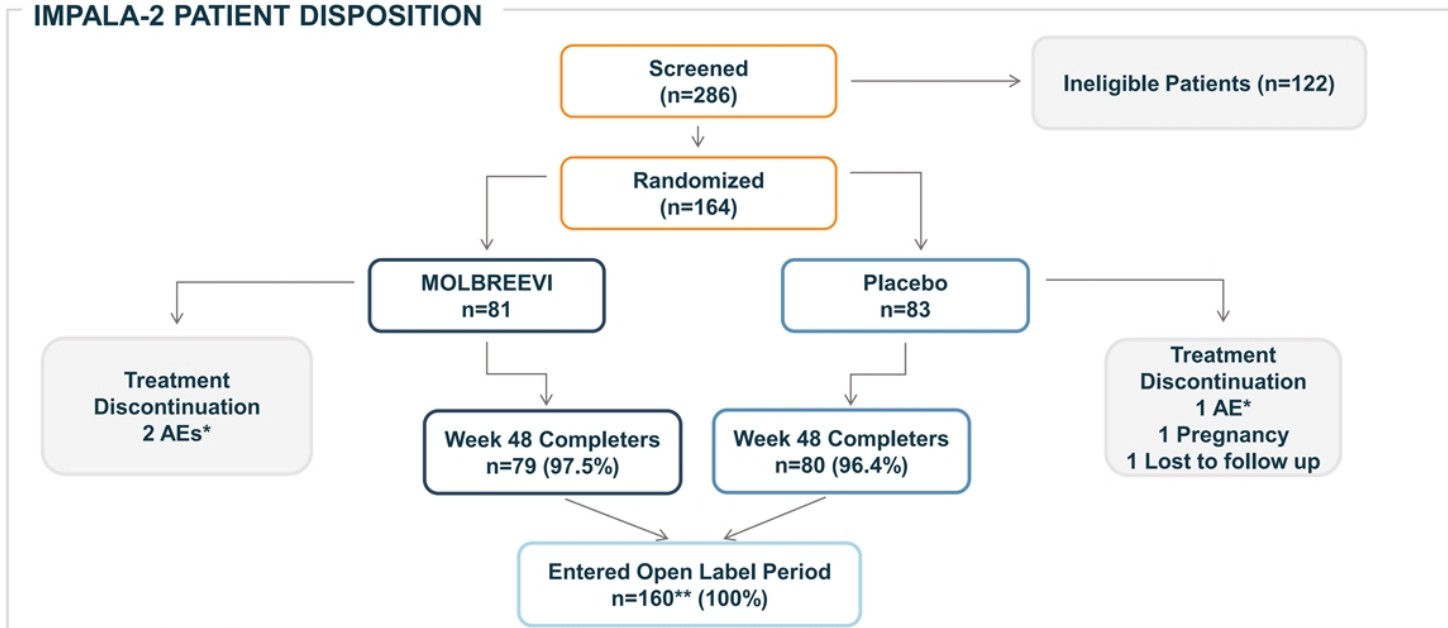 IMPALA-2 PATIENT DISPOSITION
Screened
(n=286)
Ineligible Patients (n=122)
Randomized
(n=164)
MOLBREEVI
n=81
Placebo
n=83
Treatment
Discontinuation
2 AEs*
Week 48 Completers
n=79 (97.5%)
Week 48 Completers
n=80 (96.4%)
Treatment
Discontinuation
1 AE*
1 Pregnancy
1 Lost to follow up
Entered Open Label Period
n=160** (100%)